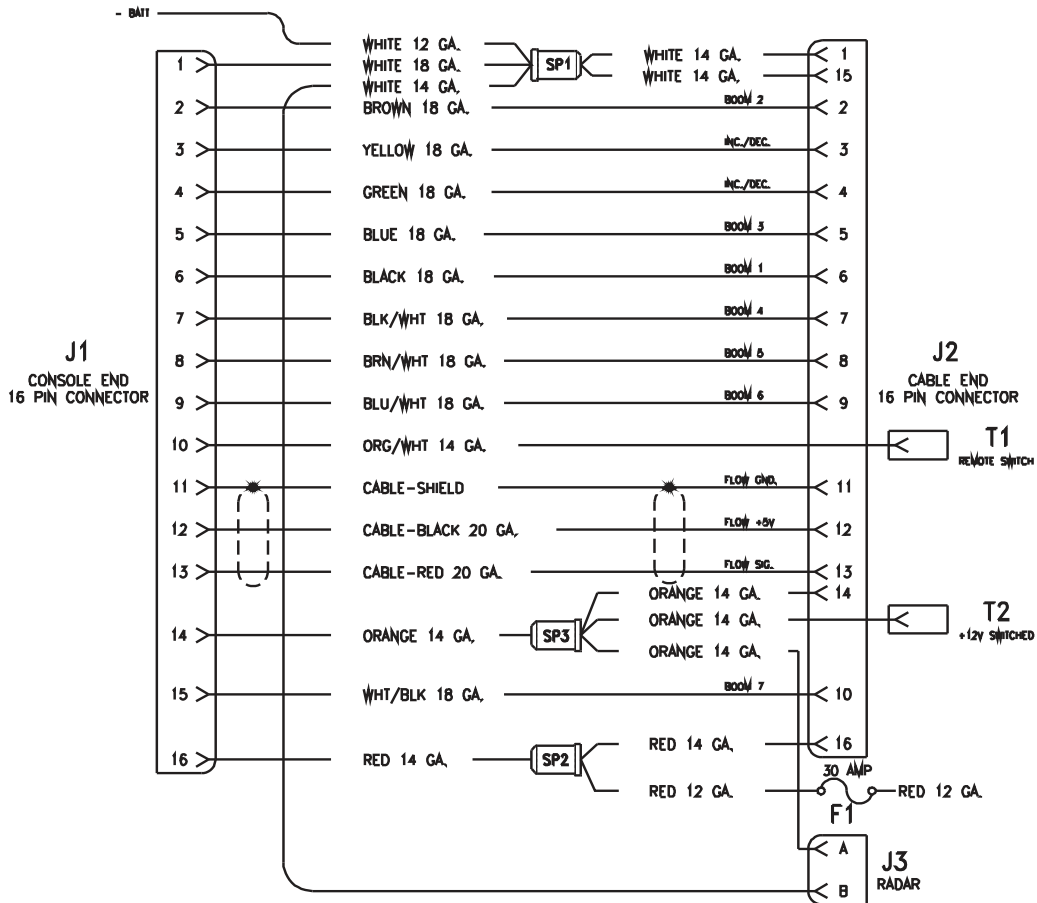 - BATT
WHITE 12 GA.
1 WHITE 18 GA. SP1 WHITE 14 GA. 1
WHITE 14 GA. WHITE 14 GA. 15
2 BROWN 18 GA. BOOM 2 2
3 YELLOW 18 GA. INC./DEC. 3
4 GREEN 18 GA. INC./DEC. 4
5 BLUE 18 GA. BOOM 3 5
6 BLACK 18 GA. BOOM 1 6
7 BLK/WHT 18 GA. BOOM 4 7
J1
CONSOLE END
16 PIN CONNECTOR
8 BRN/WHT 18 GA. BOOM 5 8
J2
CABLE END
16 PIN CONNECTOR
9 BLU/WHT 18 GA. BOOM 6 9
10 ORG/WHT 14 GA.
T1
REMOTE SWITCH
11 CABLE-SHIELD FLOW GND. 11
12 CABLE-BLACK 20 GA. FLOW +5V 12
13 CABLE-RED 20 GA. FLOW SIG. 13
ORANGE 14 GA. 14
ORANGE 14 GA.
T2
+12V SWITCHED
14 ORANGE 14 GA. SP3
ORANGE 14 GA.
15 WHT/BLK 18 GA. BOOM 7 10
RED 14 GA. 16
16 RED 14 GA. SP2
30 AMP
RED 12 GA. RED 12 GA.
F1
A
J3
RADAR
B